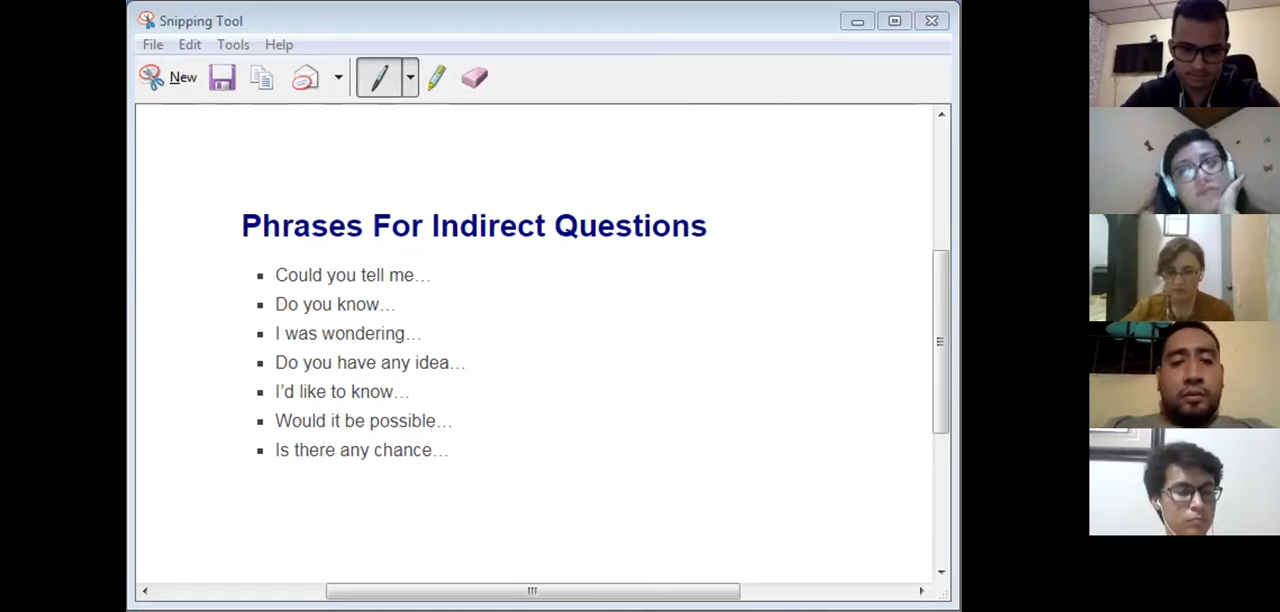 Snipping Tool
File Edit Tools Help
New
Phrases For Indirect Questions
Could you tell me…
Do you know…
I was wondering…
Do you have any idea…
I’d like to know…
Would it be possible…
Is there any chance…